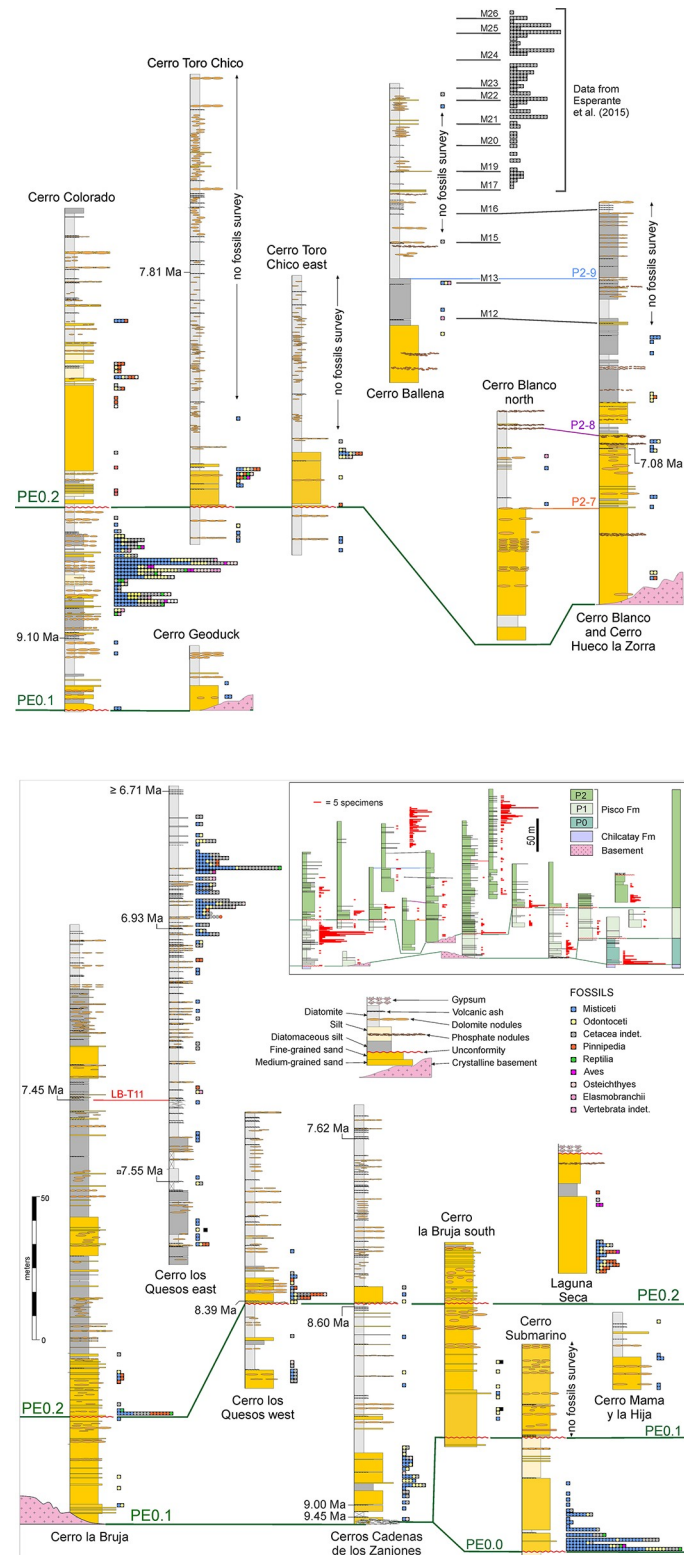 M26
M25
M24
M23
M22
M21
M20
M19
M17
M16
M15
M13
M12
Data from
Esperante
et al. (2015)
Cerro Toro Chico
no fossils survey
7.81 Ma
Cerro Colorado
Cerro Toro
Chico east
no fossils survey
no fossils survey
Cerro Ballena
no fossils survey
P2-9
Cerro Blanco
north
P2-8
7.08 Ma
P2-7
PE0.2
9.10 Ma
Cerro Geoduck
PE0.1
Cerro Blanco
and Cerro
Hueco la Zorra
≥ 6.71 Ma
6.93 Ma
= 5 specimens
50 m
P2
P1
P0
Pisco Fm
Chilcatay Fm
Basement
Diatomite
Silt
Diatomaceous silt
Fine-grained sand
Medium-grained sand
Gypsum
Volcanic ash
Dolomite nodules
Phosphate nodules
Unconformity
Crystalline basement
FOSSILS
Misticeti
Odontoceti
Cetacea indet.
Pinnipedia
Reptilia
Aves
Osteichthyes
Elasmobranchii
Vertebrata indet.
7.45 Ma
LB-T11
7.55 Ma
50
meters
0
Cerro los
Quesos east
7.62 Ma
Cerro
la Bruja south
Laguna
Seca
PE0.2
8.39 Ma
8.60 Ma
Cerro
Submarino
no fossils survey
Cerro Mama
y la Hija
Cerro los
Quesos west
PE0.2
PE0.1
9.00 Ma
9.45 Ma
PE0.1
PE0.0
Cerro la Bruja
Cerros Cadenas
de los Zaniones